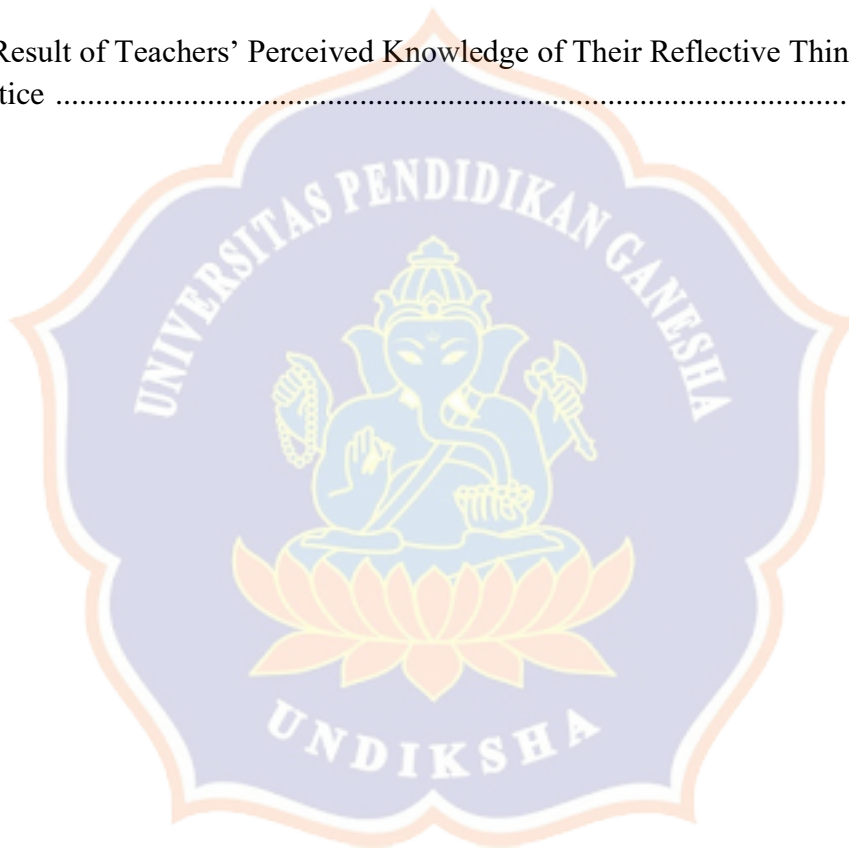 Result of Teachers’ Perceived Knowledge of Their Reflective Thin
tice ....................................................................................................
UNIVERSITAS PENDIDIKAN GANESHA
UNDIKSHA